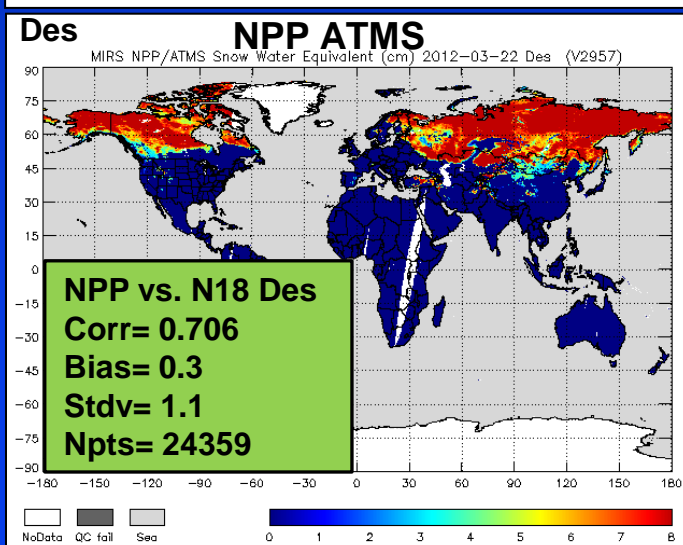 Des
NPP ATMS
MIRS NPP/ATMS Snow Water Equivalent (cm) 2012-03-22 Des (V2957)
90
75
60
45
30
15
0
-15
-30
-45
-60
-75
-90
NPP vs. N18 Des
Corr= 0.706
Bias= 0.3
Stdv= 1.1
Npts= 24359
-180 -150 -120 -90 -60 -30 0 30 60 90 120 150 180
NoData QC fail Sea
0 1 2 3 4 5 6 7 8